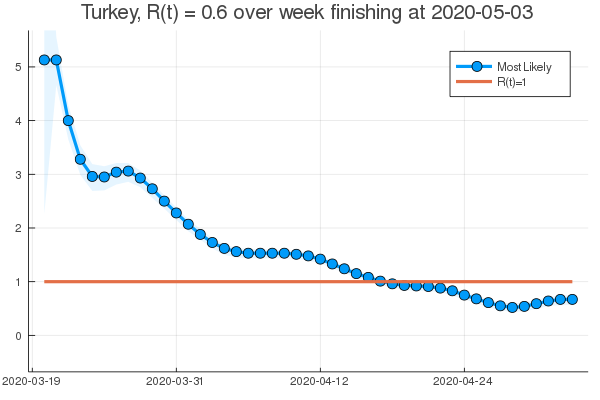 Turkey, R(t) = 0.6 over week finishing at 2020-05-03
5
4
3
2
1
0
Most Likely
R(t)=1
2020-03-19 2020-03-31 2020-04-12 2020-04-24